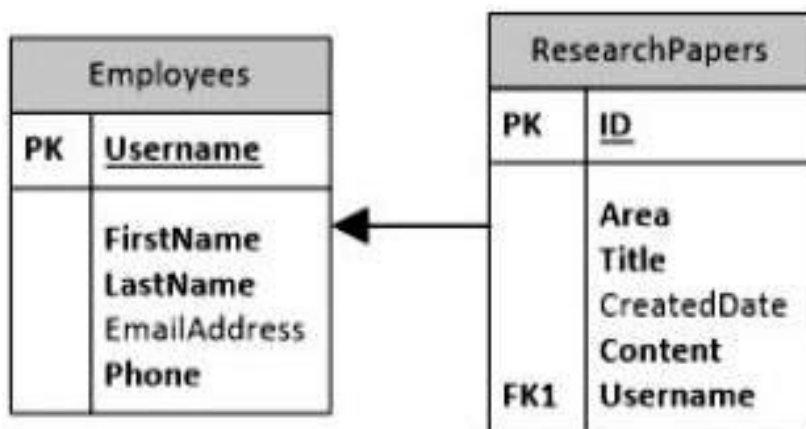 Employees
PK Username
FirstName
LastName
EmailAddress
Phone
ResearchPapers
PK ID
Area
Title
CreatedDate
Content
FK1 Username